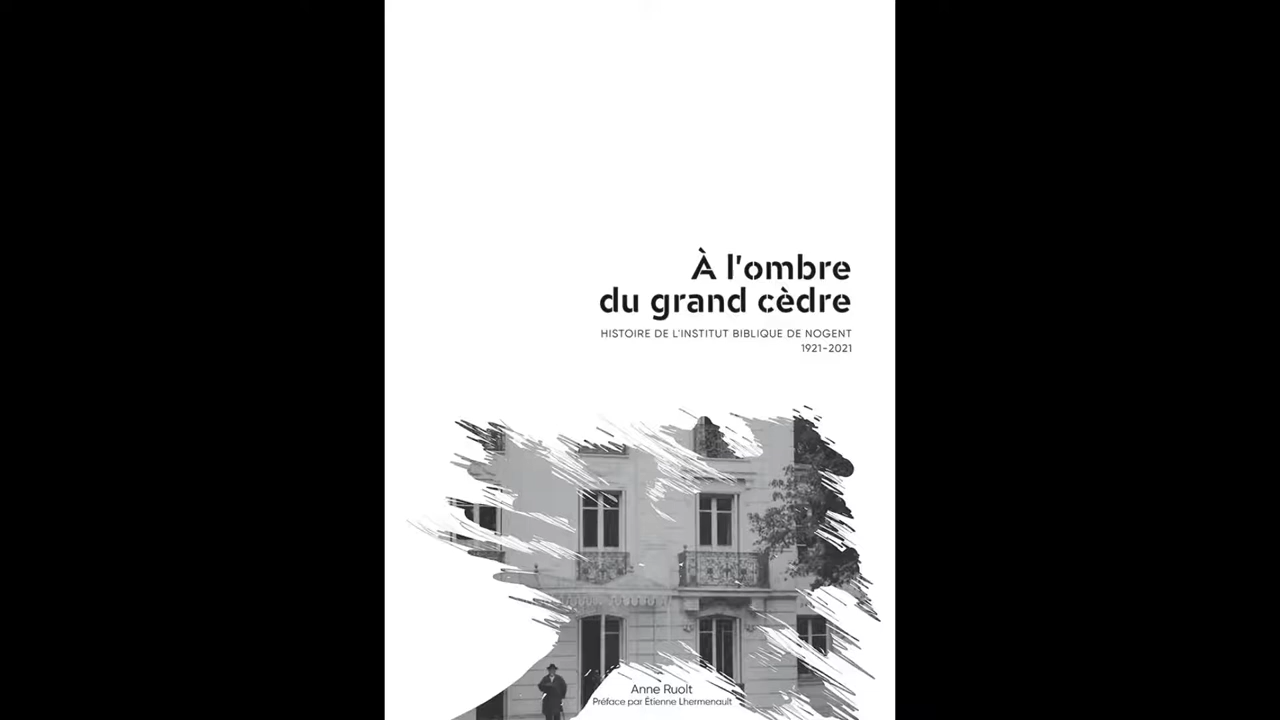 À l'ombre
du grand cèdre
HISTOIRE DE L'INSTITUT BIBLIQUE DE NOGENT
1921-2021
Anne Ruolt
Préface par Étienne Lhermenault